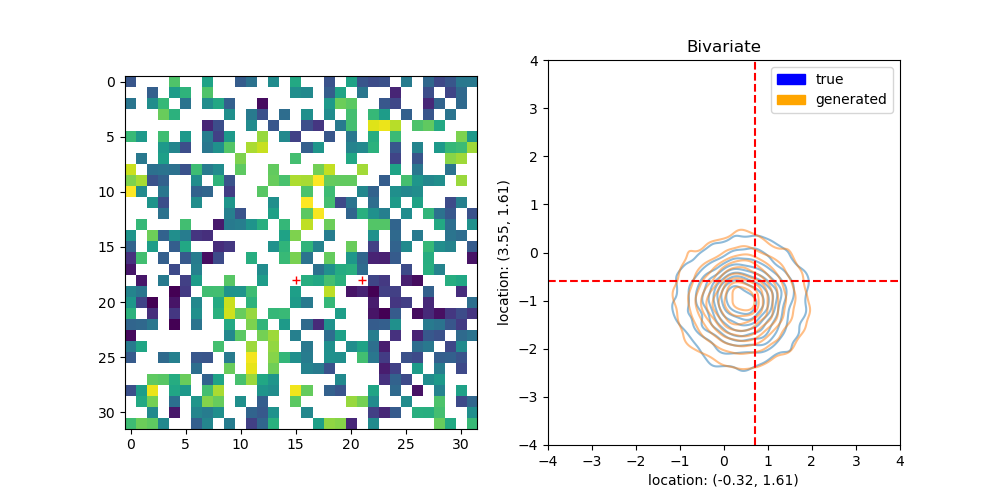 Bivariate
0
5
10
15
20
25
30
0 5 10 15 20 25 30
4
3
2
1
0
−1
−2
−3
−4
−4 −3 −2 −1 0 1 2 3 4
location: (3.55, 1.61)
location: (-0.32, 1.61)
true
generated